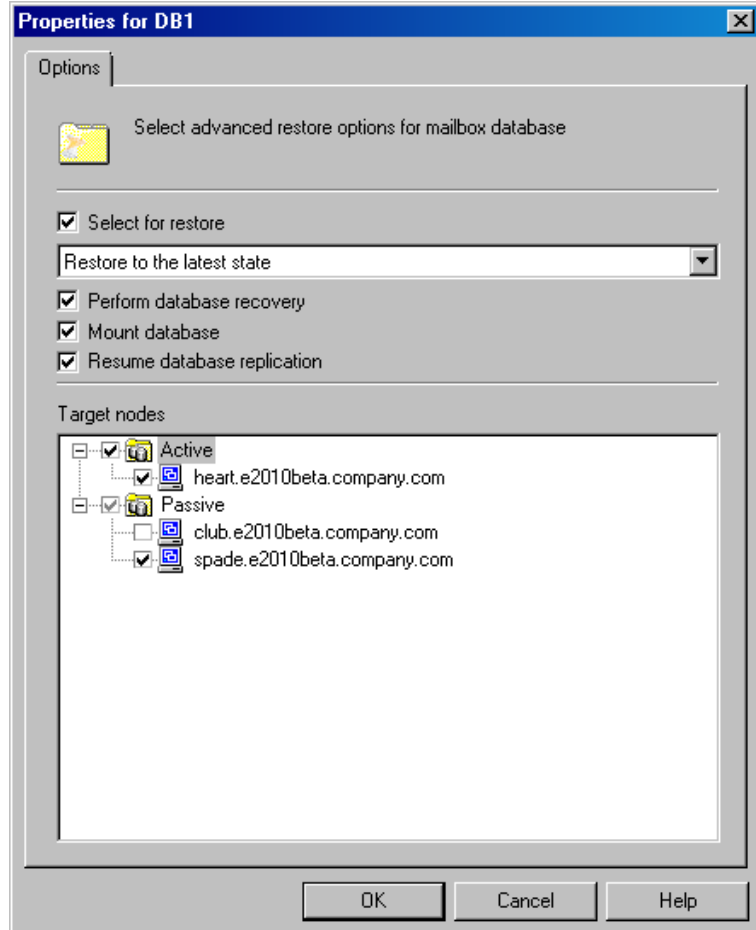 Properties for DB1
Options
Select advanced restore options for mailbox database
Select for restore
Restore to the latest state
Perform database recovery
Mount database
Resume database replication
Target nodes
Active
heart.e2010beta.company.com
Passive
club.e2010beta.company.com
spade.e2010beta.company.com
OK Cancel Help